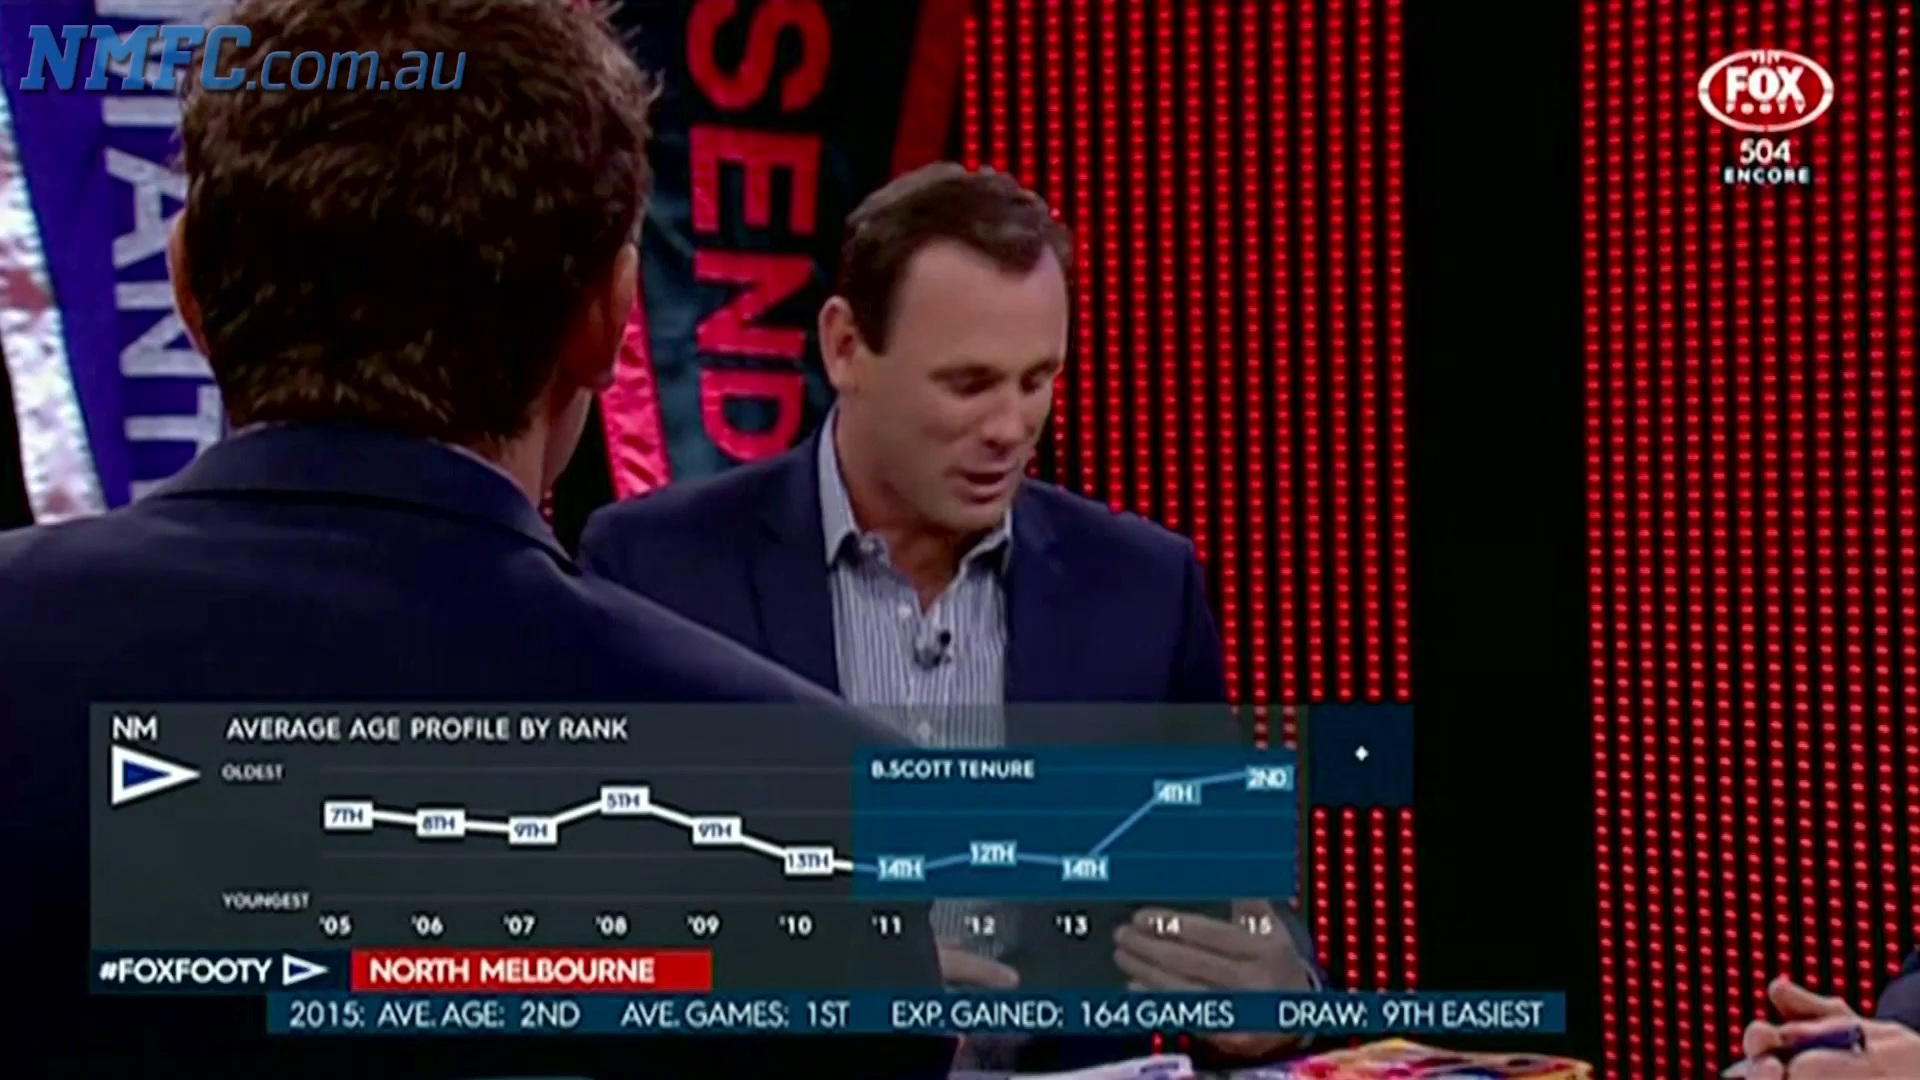 NMFC.com.au
SEND
IANT
FOX
FOOTY
504
ENCORE
NM
AVERAGE AGE PROFILE BY RANK
OLDEST
B.SCOTT TENURE
7TH 8TH 9TH 5TH 9TH 13TH 14TH 12TH 14TH 4TH 2ND
YOUNGEST
'05 '06 '07 '08 '09 '10 '11 '12 '13 '14 '15
#FOXFOOTY NORTH MELBOURNE
2015: AVE. AGE: 2ND AVE. GAMES: 1ST EXP. GAINED: 164 GAMES DRAW: 9TH EASIEST